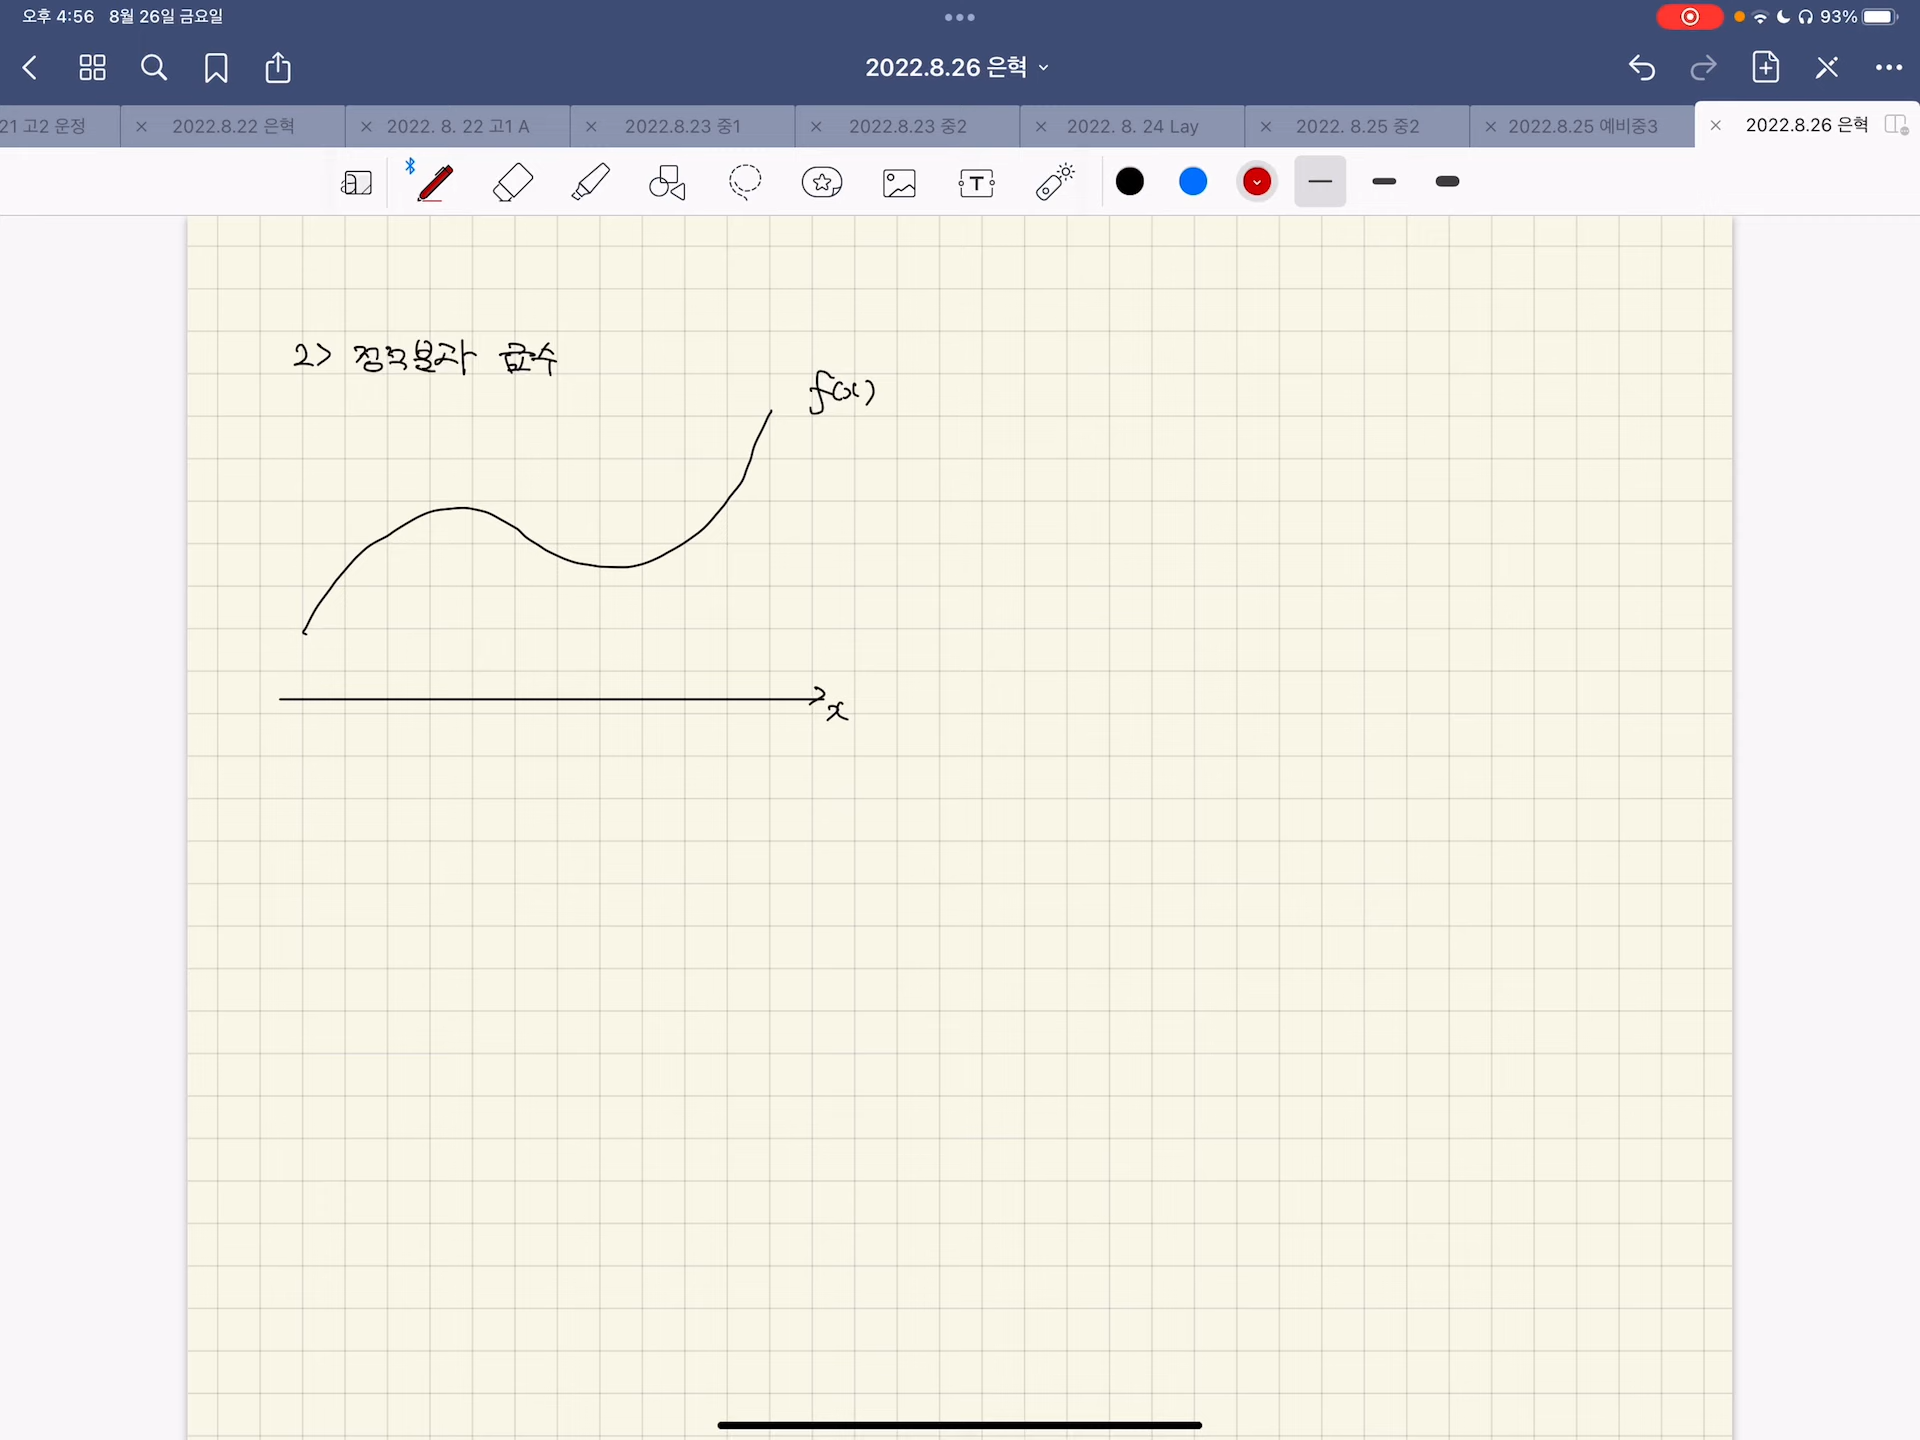 오후 4:56 8월 26일 금요일
93%
2022.8.26 은혁
21 고2 운정
2022.8.22 은혁
2022. 8. 22 고1 A
2022.8.23 중1
2022.8.23 중2
2022. 8. 24 Lay
2022. 8.25 중2
2022.8.25 예비중3
2022.8.26 은혁
T
2> 정적분과 급수
f(x)
x